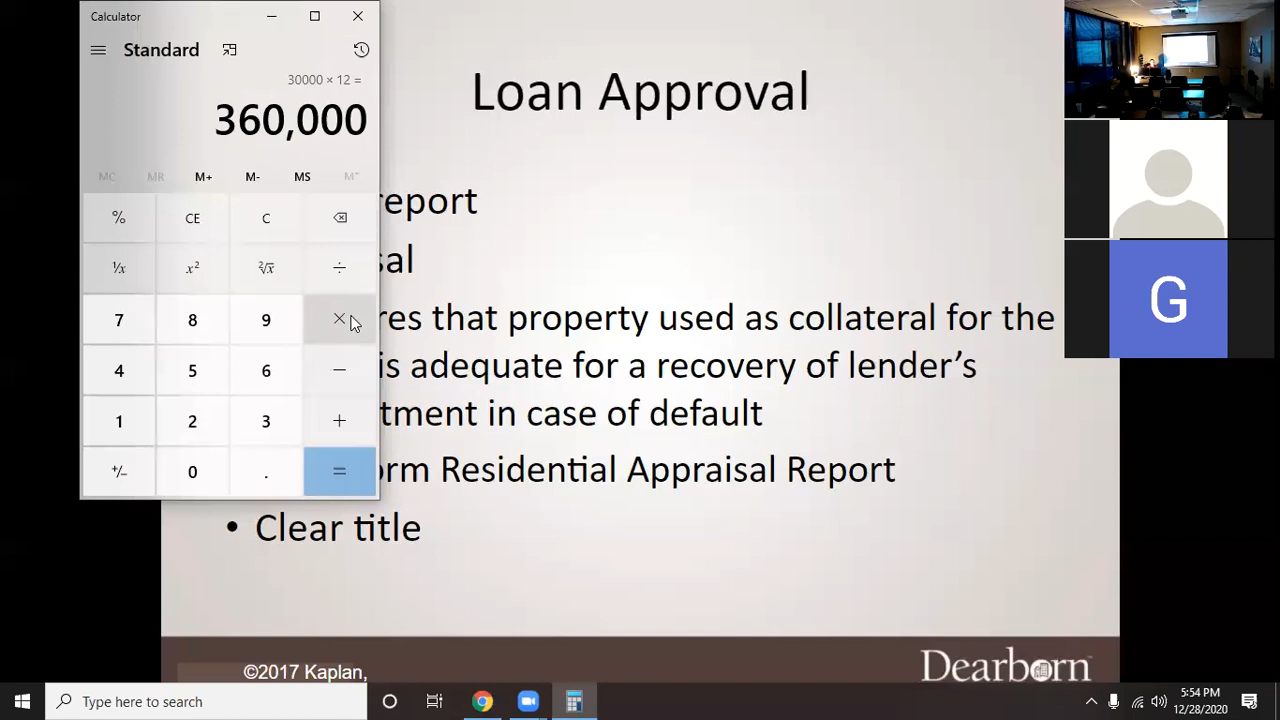 Calculator
Standard
30000 × 12 =
360,000
MC MR M+ M- MS M˅
% CE C
¹/x x² ²√x ÷
7 8 9 ×
4 5 6 −
1 2 3 +
+/− 0 . =
Loan Approval
report
sal
res that property used as collateral for the
is adequate for a recovery of lender's
tment in case of default
orm Residential Appraisal Report
• Clear title
©2017 Kaplan,
Dearborn
G
Type here to search
5:54 PM
12/28/2020